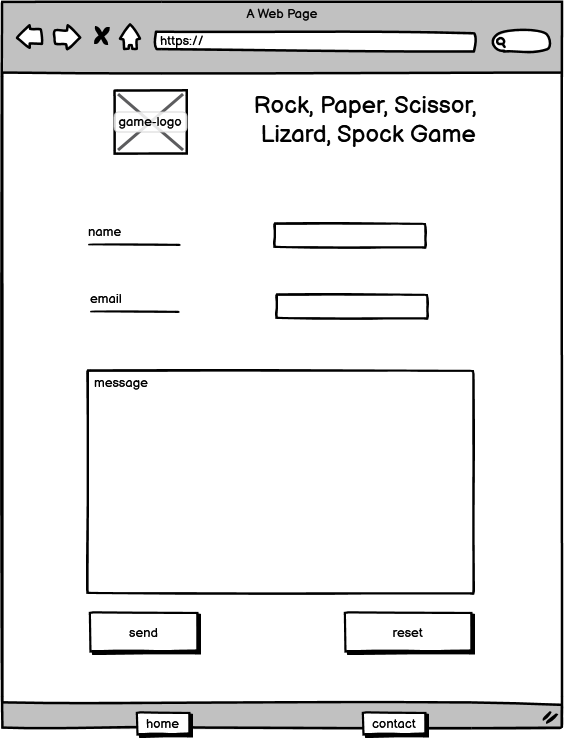 A Web Page
https://
game-logo
Rock, Paper, Scissor,
Lizard, Spock Game
name
email
message
send
reset
home
contact